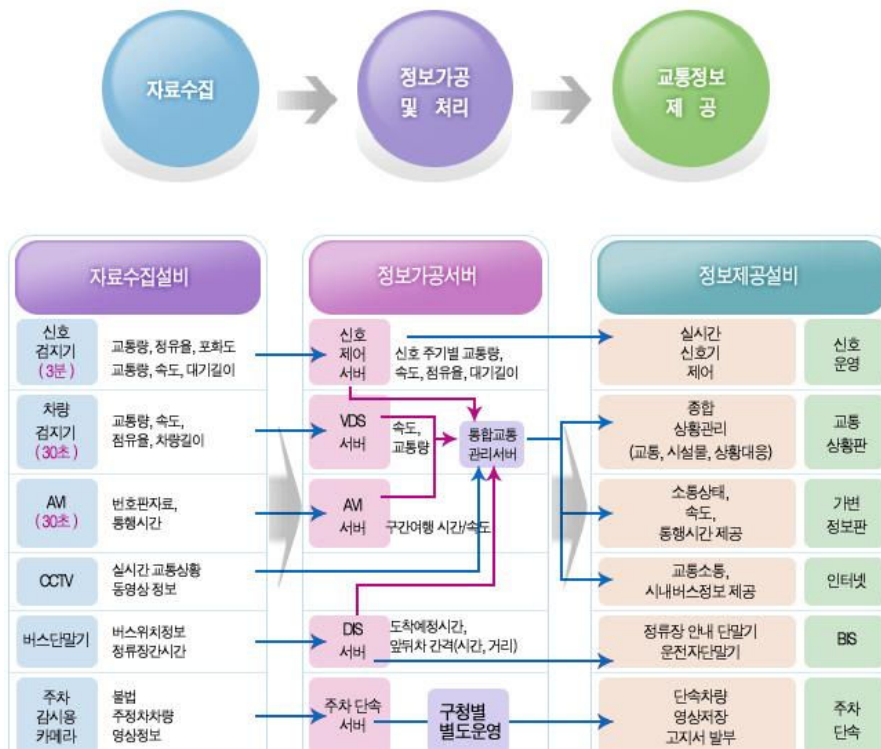 자료수집
정보가공
및 처리
교통정보
제 공
자료수집설비
정보가공서버
정보제공설비
신호
검지기
(3분)
교통량, 정유율, 포화도
교통량, 속도, 대기길이
신호
제어
서버
신호 주기별 교통량,
속도, 점유율, 대기길이
실시간
신호기
제어
신호
운영
차량
검지기
(30초)
교통량, 속도,
점유율, 차량길이
VDS
서버
속도,
교통량
통합교통
관리서버
종합
상황관리
(교통, 시설물, 상황대응)
교통
상황판
AVI
(30초)
번호판자료,
통행시간
AVI
서버
구간여행 시간/속도
소통상태,
속도,
통행시간 제공
가변
정보판
CCTV
실시간 교통상황
동영상 정보
교통소통,
시내버스정보 제공
인터넷
버스단말기
버스위치정보
정류장간시간
DIS
서버
도착예정시간,
앞뒤차 간격(시간, 거리)
정류장 안내 단말기
운전자단말기
BIS
주차
감시용
카메라
불법
주정차차량
영상정보
주차 단속
서버
구청별
별도운영
단속차량
영상저장
고지서 발부
주차
단속